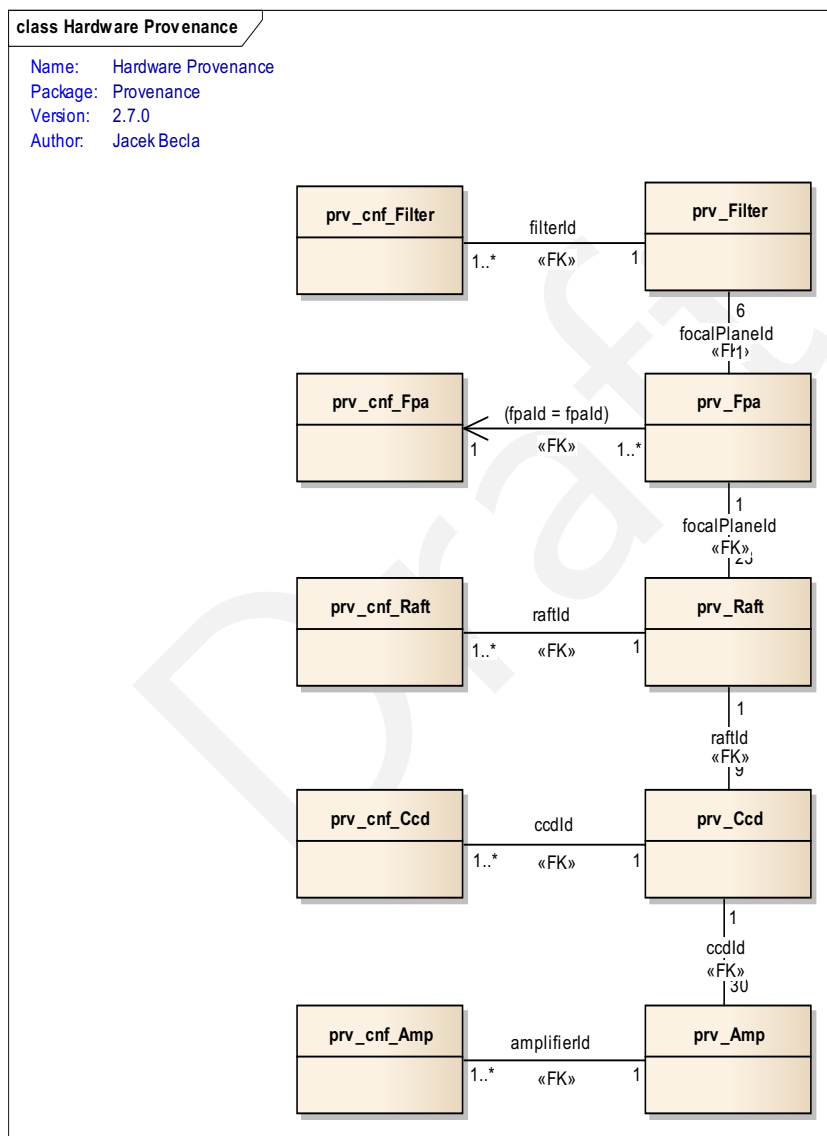 class Hardware Provenance
Name: Hardware Provenance
Package: Provenance
Version: 2.7.0
Author: Jacek Becla
prv_cnf_Filter
prv_Filter
filterId
1..* «FK» 1
6
focalPlaneId
«FK»
1
prv_cnf_Fpa
prv_Fpa
(fpaId = fpaId)
1 «FK» 1..*
1
focalPlaneId
«FK»
25
prv_cnf_Raft
prv_Raft
raftId
1..* «FK» 1
1
raftId
«FK»
9
prv_cnf_Ccd
prv_Ccd
ccdId
1..* «FK» 1
1
ccdId
«FK»
30
prv_cnf_Amp
prv_Amp
amplifierId
1..* «FK» 1
Draft